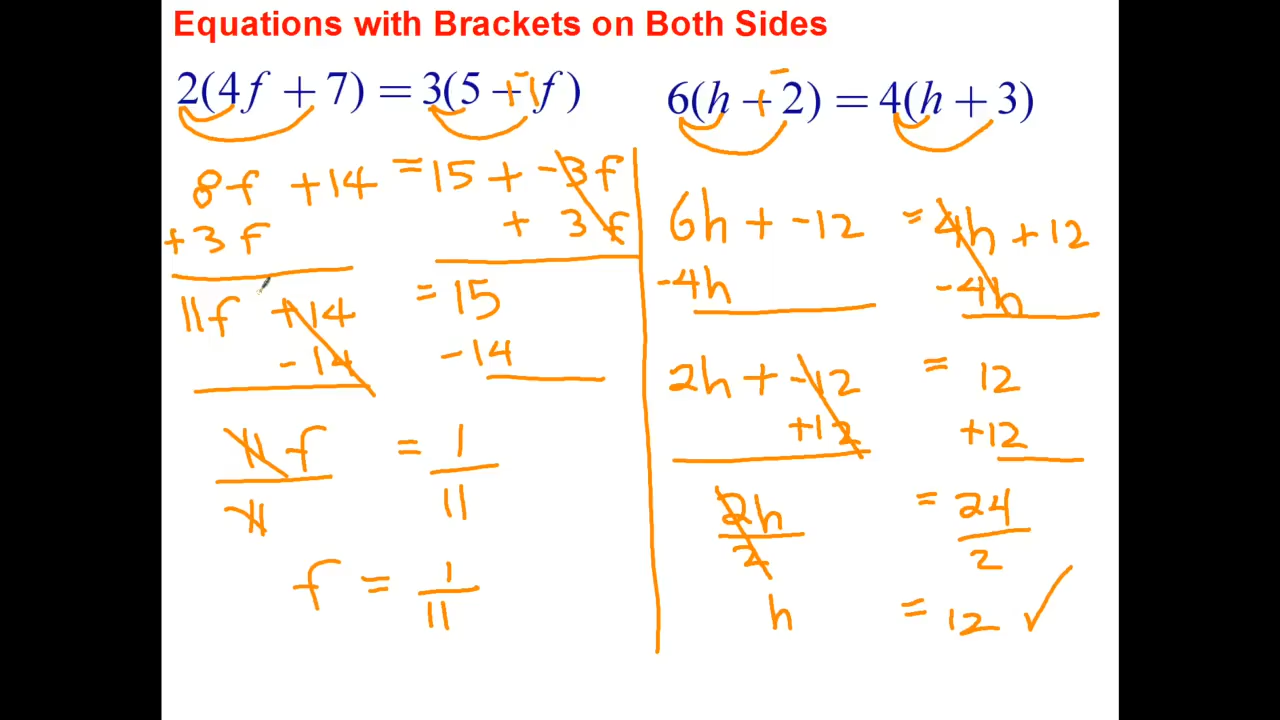 Equations with Brackets on Both Sides
2(4f + 7) = 3(5 + -1f)
8f + 14 = 15 + -3f
+3f + 3f
11f +14 = 15
-14 -14
11f = 1
11 11
f = 1
11
6(h + -2) = 4(h + 3)
6h + -12 = 4h + 12
-4h -4h
2h + -12 = 12
+12 +12
2h = 24
2 2
h = 12 ✓